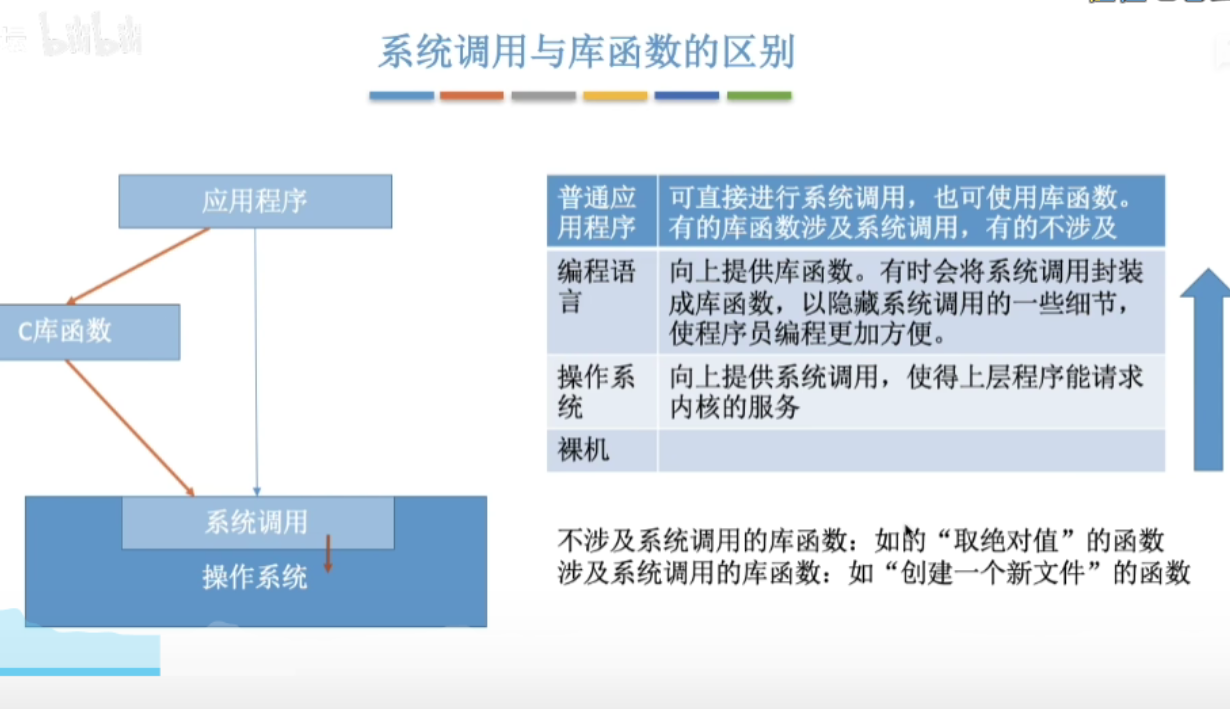 bilibili
系统调用与库函数的区别
应用程序
C库函数
系统调用
操作系统
普通应
用程序
可直接进行系统调用，也可使用库函数。
有的库函数涉及系统调用，有的不涉及
编程语
言
向上提供库函数。有时会将系统调用封装
成库函数，以隐藏系统调用的一些细节，
使程序员编程更加方便。
操作系
统
向上提供系统调用，使得上层程序能请求
内核的服务
裸机
不涉及系统调用的库函数：如的“取绝对值”的函数
涉及系统调用的库函数：如“创建一个新文件”的函数